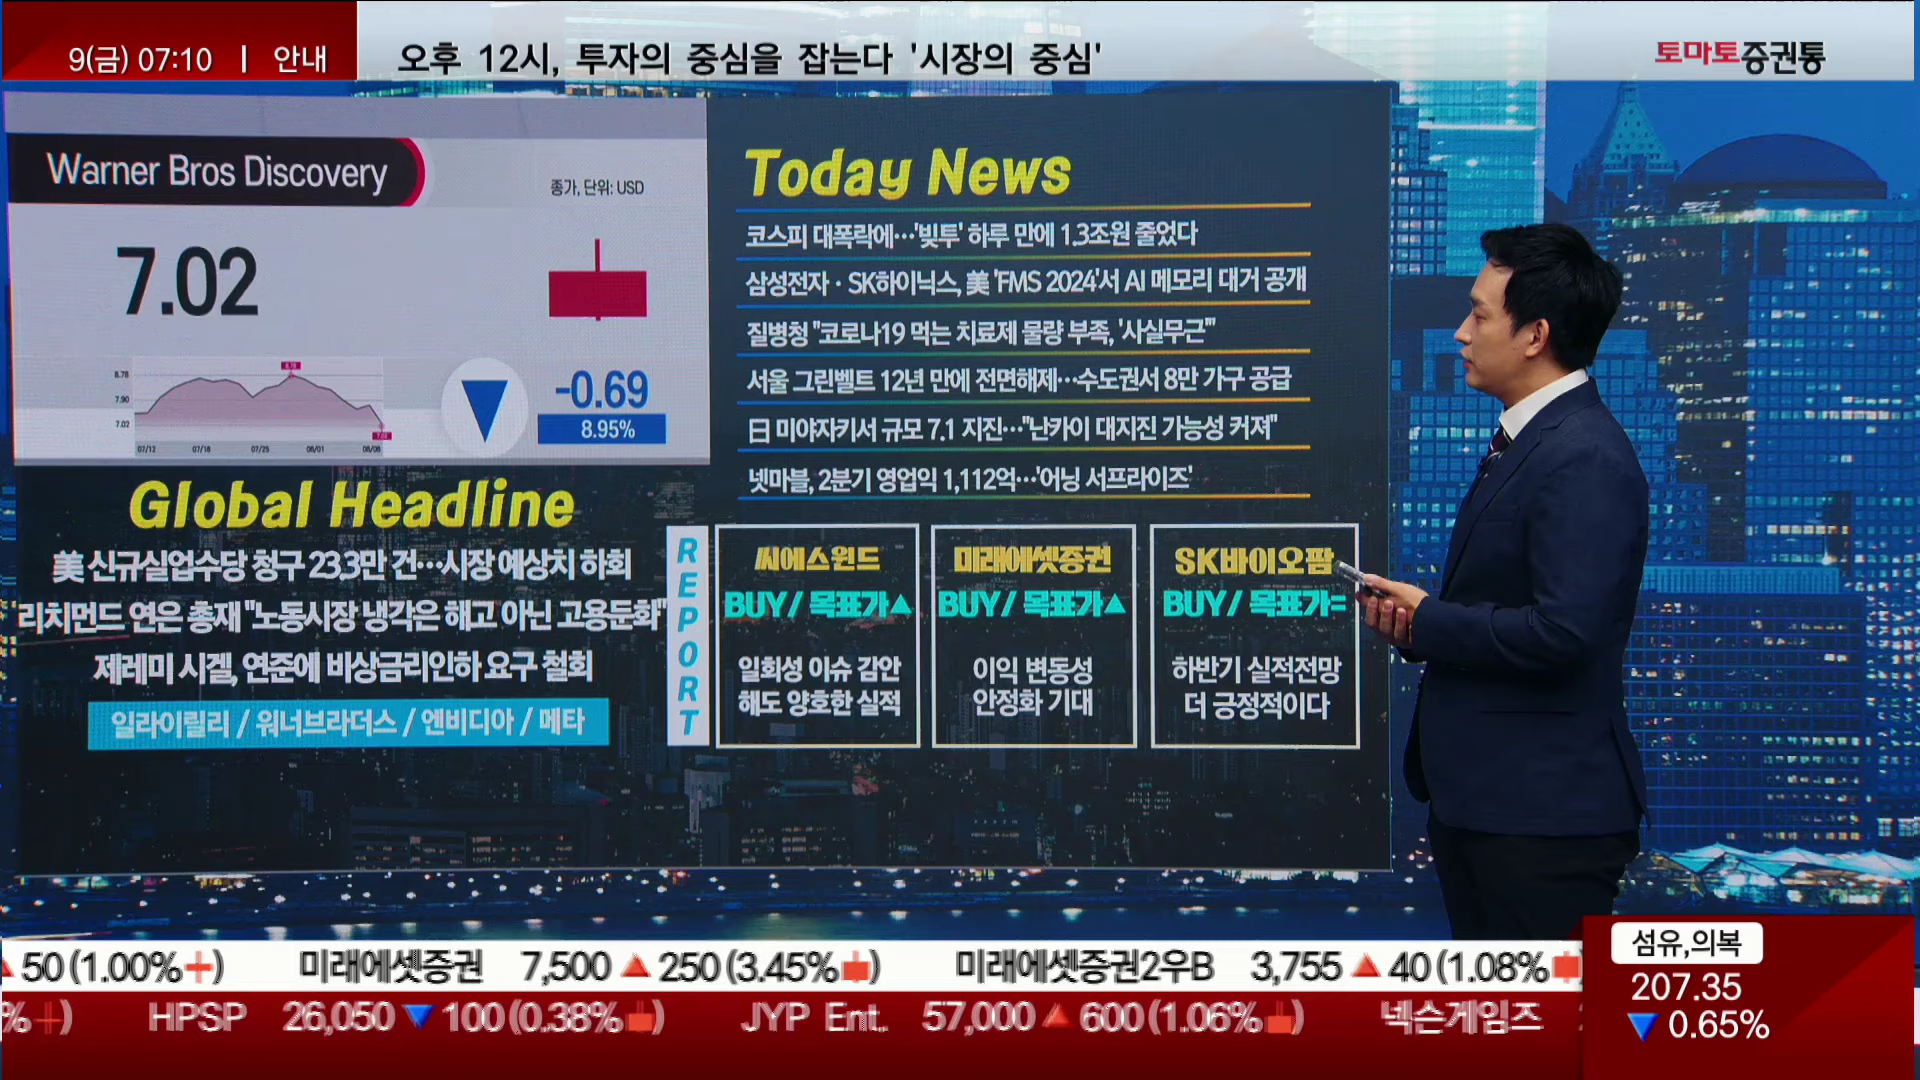 9(금) 07:10 | 안내
오후 12시, 투자의 중심을 잡는다 '시장의 중심'
토마토증권통
Warner Bros Discovery
종가, 단위: USD
7.02
-0.69
8.95%
8.78
7.90
7.02
07/12 07/18 07/25 08/01 08/08
Global Headline
美 신규실업수당 청구 23.3만 건…시장 예상치 하회
리치먼드 연은 총재 "노동시장 냉각은 해고 아닌 고용둔화"
제레미 시겔, 연준에 비상금리인하 요구 철회
일라이릴리 / 워너브라더스 / 엔비디아 / 메타
Today News
코스피 대폭락에…'빚투' 하루 만에 1.3조원 줄었다
삼성전자·SK하이닉스, 美 'FMS 2024'서 AI 메모리 대거 공개
질병청 "코로나19 먹는 치료제 물량 부족, '사실무근'"
서울 그린벨트 12년 만에 전면해제…수도권서 8만 가구 공급
日 미야자키서 규모 7.1 지진…"난카이 대지진 가능성 커져"
넷마블, 2분기 영업익 1,112억…'어닝 서프라이즈'
REPORT
씨에스윈드
BUY / 목표가▲
일회성 이슈 감안
해도 양호한 실적
미래에셋증권
BUY / 목표가▲
이익 변동성
안정화 기대
SK바이오팜
BUY / 목표가=
하반기 실적전망
더 긍정적이다
▲ 50 (1.00%) 미래에셋증권 7,500 ▲ 250 (3.45%) 미래에셋증권2우B 3,755 ▲ 40 (1.08%
%) HPSP 26,050 ▼ 100 (0.38%) JYP Ent. 57,000 ▲ 600 (1.06%) 넥슨게임즈
섬유,의복
207.35
▼ 0.65%